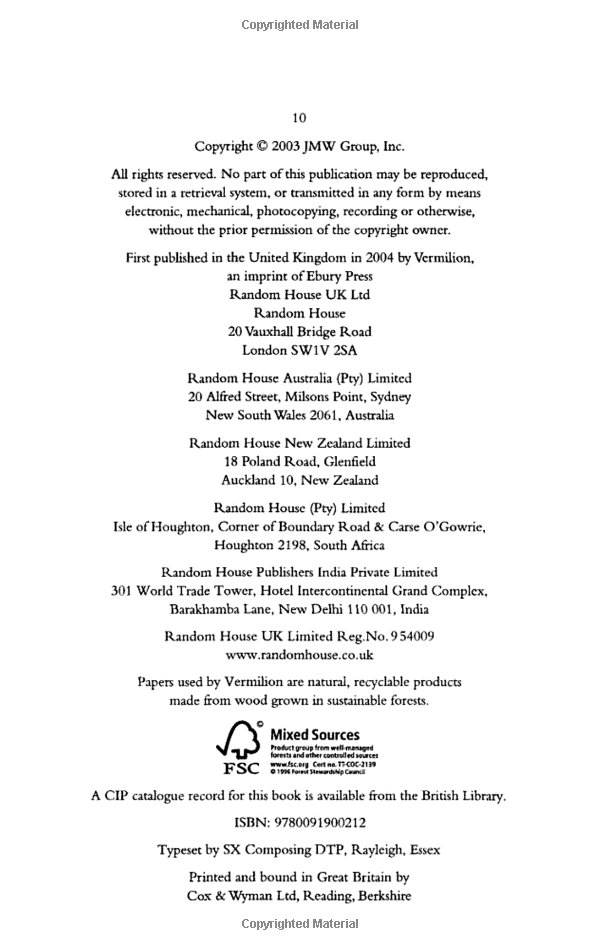 Copyrighted Material
10
Copyright © 2003 JMW Group, Inc.
All rights reserved. No part of this publication may be reproduced,
stored in a retrieval system, or transmitted in any form by means
electronic, mechanical, photocopying, recording or otherwise,
without the prior permission of the copyright owner.
First published in the United Kingdom in 2004 by Vermilion,
an imprint of Ebury Press
Random House UK Ltd
Random House
20 Vauxhall Bridge Road
London SW1V 2SA
Random House Australia (Pty) Limited
20 Alfred Street, Milsons Point, Sydney
New South Wales 2061, Australia
Random House New Zealand Limited
18 Poland Road, Glenfield
Auckland 10, New Zealand
Random House (Pty) Limited
Isle of Houghton, Corner of Boundary Road & Carse O'Gowrie,
Houghton 2198, South Africa
Random House Publishers India Private Limited
301 World Trade Tower, Hotel Intercontinental Grand Complex,
Barakhamba Lane, New Delhi 110 001, India
Random House UK Limited Reg.No. 954009
www.randomhouse.co.uk
Papers used by Vermilion are natural, recyclable products
made from wood grown in sustainable forests.
©
FSC
Mixed Sources
Product group from well-managed
forests and other controlled sources
www.fsc.org Cert no. TT-COC-2139
© 1996 Forest Stewardship Council
A CIP catalogue record for this book is available from the British Library.
ISBN: 9780091900212
Typeset by SX Composing DTP, Rayleigh, Essex
Printed and bound in Great Britain by
Cox & Wyman Ltd, Reading, Berkshire
Copyrighted Material